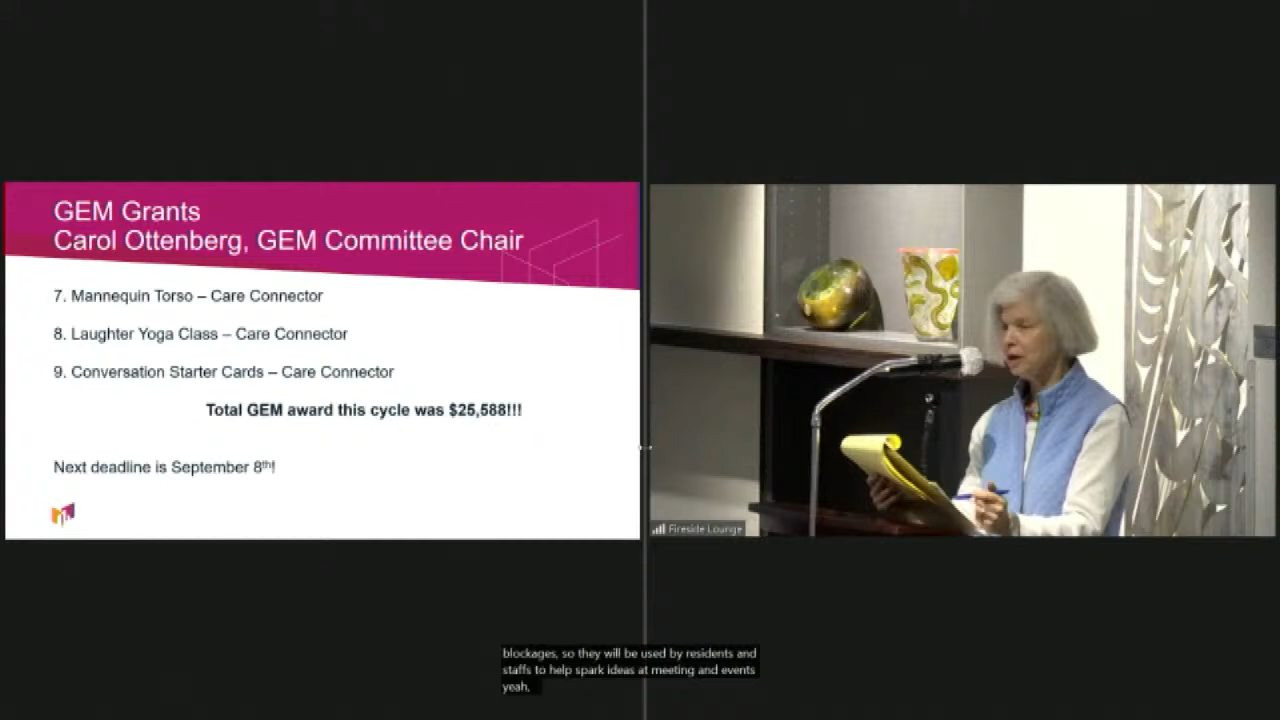 GEM Grants
Carol Ottenberg, GEM Committee Chair
7. Mannequin Torso – Care Connector
8. Laughter Yoga Class – Care Connector
9. Conversation Starter Cards – Care Connector
Total GEM award this cycle was $25,588!!!
Next deadline is September 8th!
Fireside Lounge
blockages, so they will be used by residents and
staffs to help spark ideas at meeting and events
yeah.